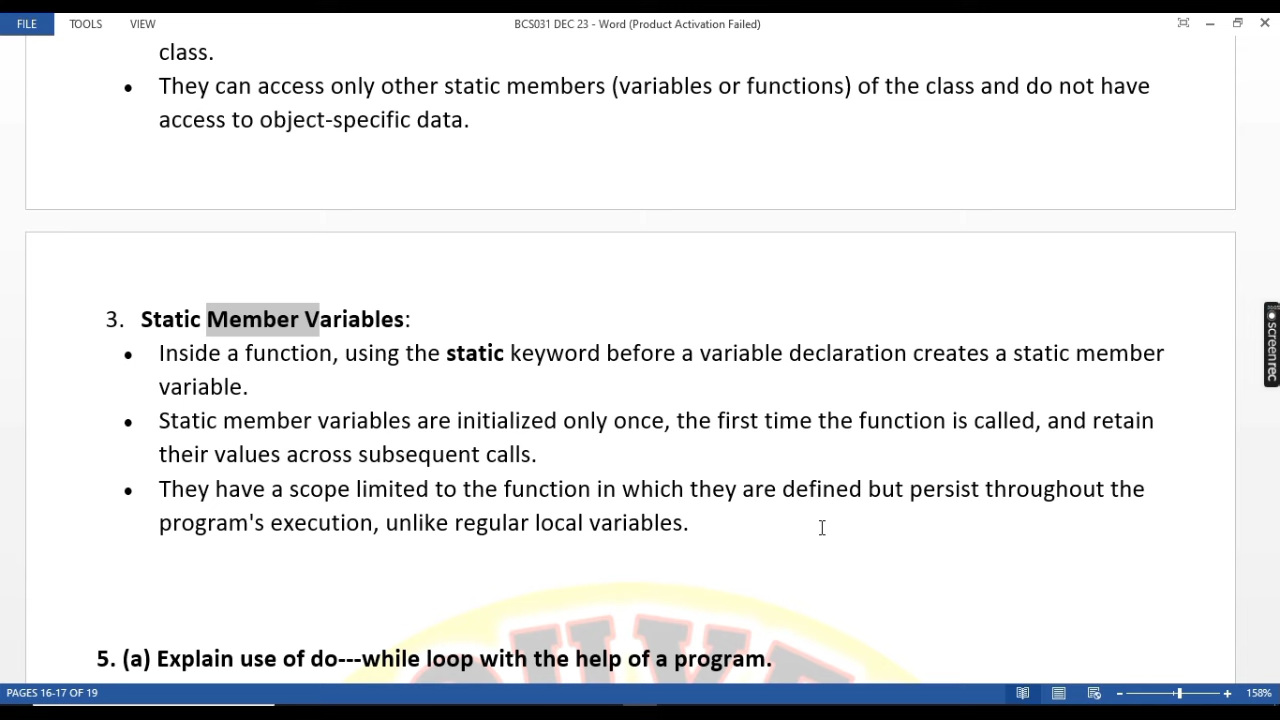 FILE TOOLS VIEW BCS031 DEC 23 - Word (Product Activation Failed)
class.
• They can access only other static members (variables or functions) of the class and do not have
access to object-specific data.
3. Static Member Variables:
• Inside a function, using the static keyword before a variable declaration creates a static member
variable.
• Static member variables are initialized only once, the first time the function is called, and retain
their values across subsequent calls.
• They have a scope limited to the function in which they are defined but persist throughout the
program's execution, unlike regular local variables.
5. (a) Explain use of do---while loop with the help of a program.
screenrec
PAGES 16-17 OF 19 158%